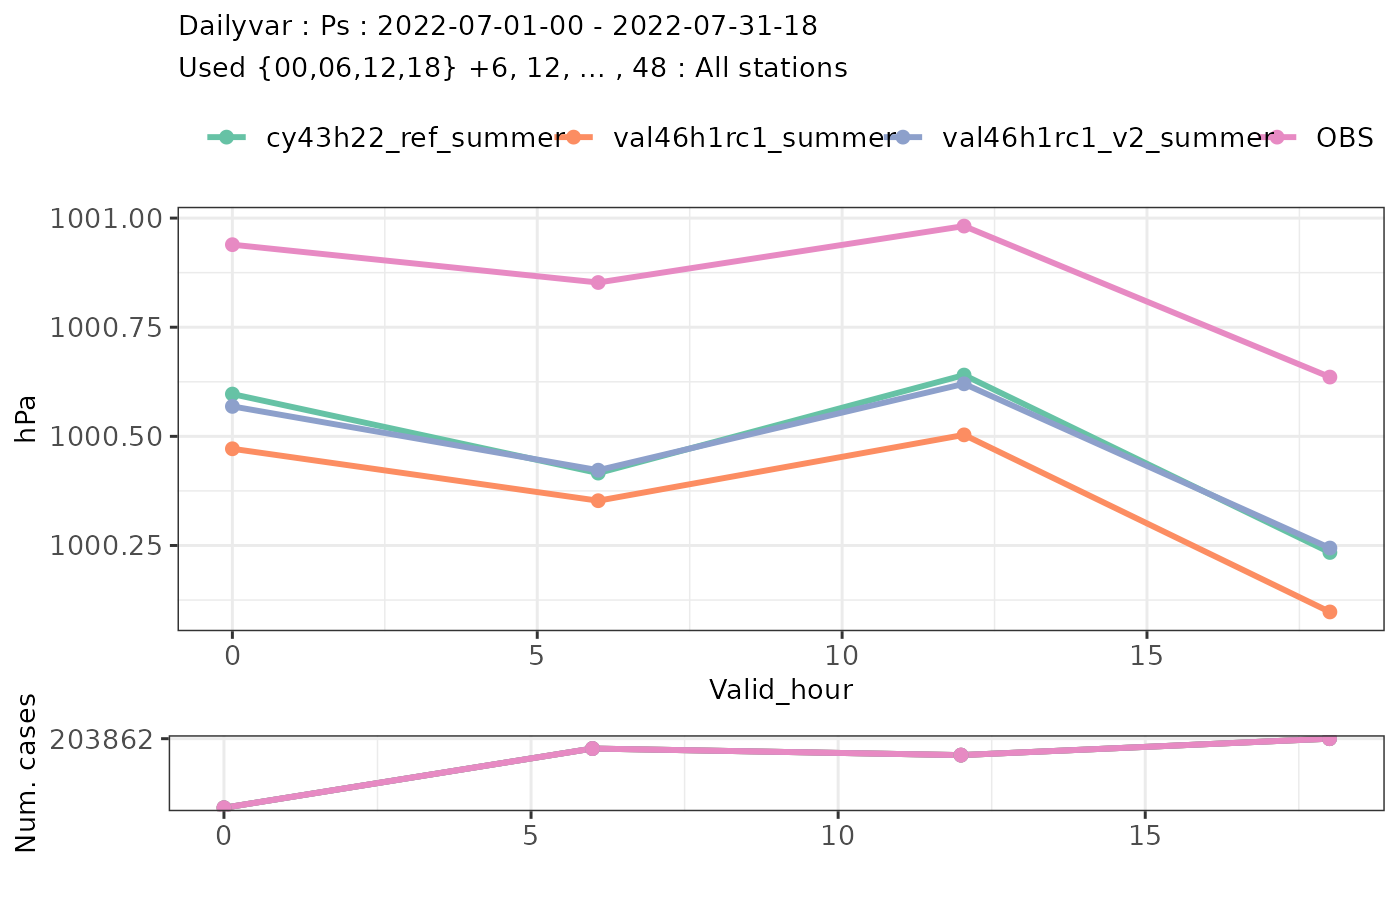 Dailyvar : Ps : 2022-07-01-00 - 2022-07-31-18
Used {00,06,12,18} +6, 12, ... , 48 : All stations
cy43h22_ref_summer val46h1rc1_summer val46h1rc1_v2_summer OBS
1001.00
1000.75
1000.50
1000.25
hPa
0 5 10 15
Valid_hour
203862
Num. cases
0 5 10 15